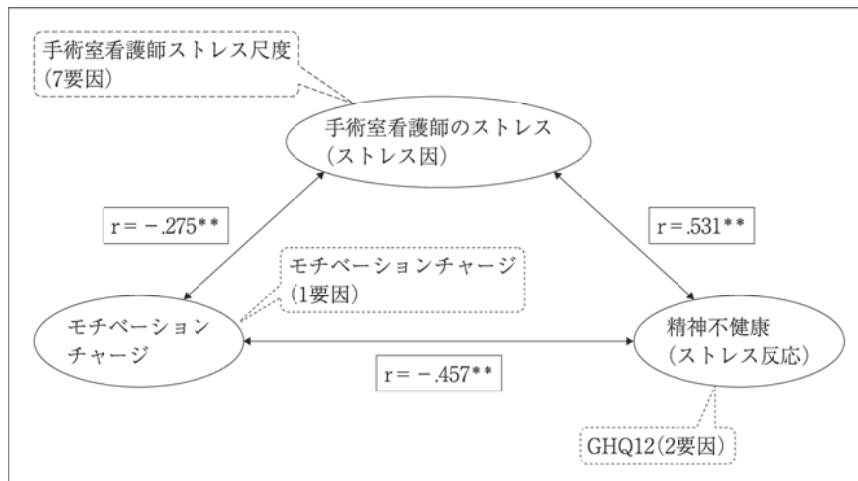 手術室看護師ストレス尺度
(7要因)
手術室看護師のストレス
(ストレス因)
r＝－.275**
r＝.531**
モチベーションチャージ
(1要因)
モチベーション
チャージ
精神不健康
(ストレス反応)
r＝－.457**
GHQ12(2要因)